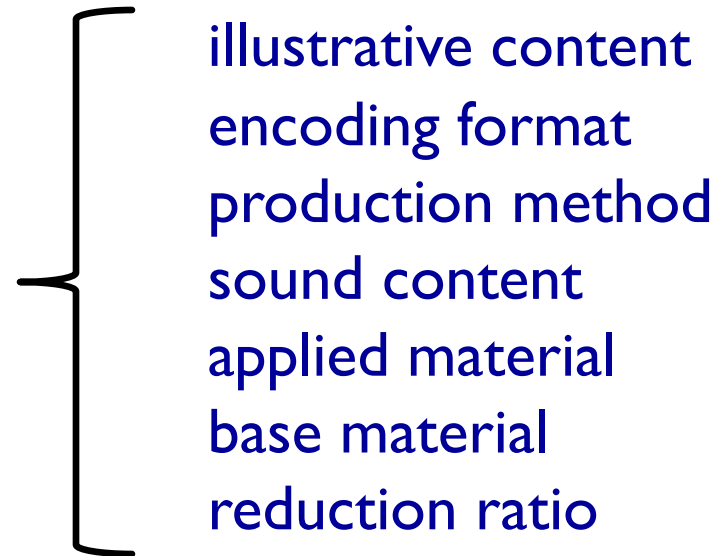 illustrative content
encoding format
production method
sound content
applied material
base material
reduction ratio